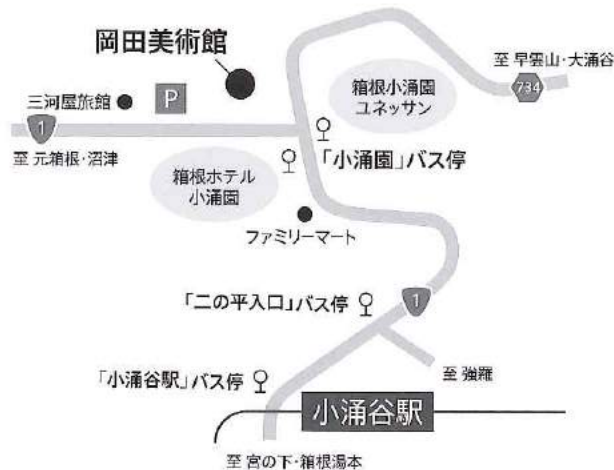 岡田美術館
至 早雲山・大涌谷
734
三河屋旅館
P
箱根小涌園
ユネッサン
1
至 元箱根・沼津
「小涌園」バス停
箱根ホテル
小涌園
ファミリーマート
「二の平入口」バス停
1
「小涌谷駅」バス停
至 強羅
小涌谷駅
至 宮の下・箱根湯本